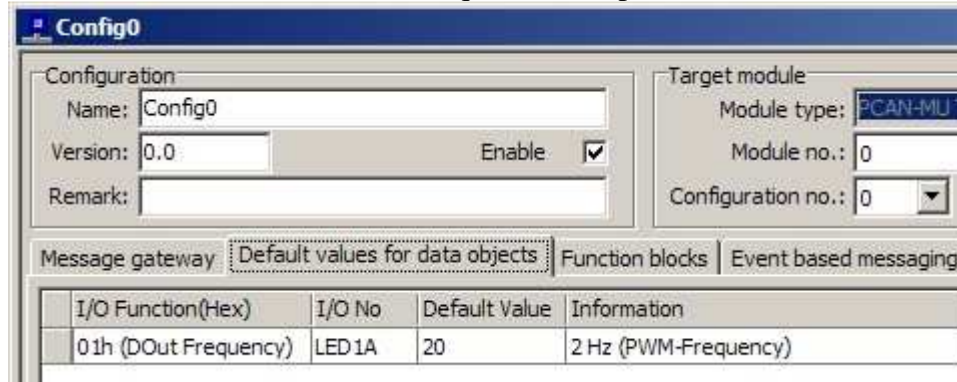 Config0
Configuration
Name: Config0
Version: 0.0 Enable
Remark:
Target module
Module type: PCAN-MU
Module no.: 0
Configuration no.: 0
Message gateway Default values for data objects Function blocks Event based messaging
I/O Function(Hex) I/O No Default Value Information
01h (DOut Frequency) LED1A 20 2 Hz (PWM-Frequency)